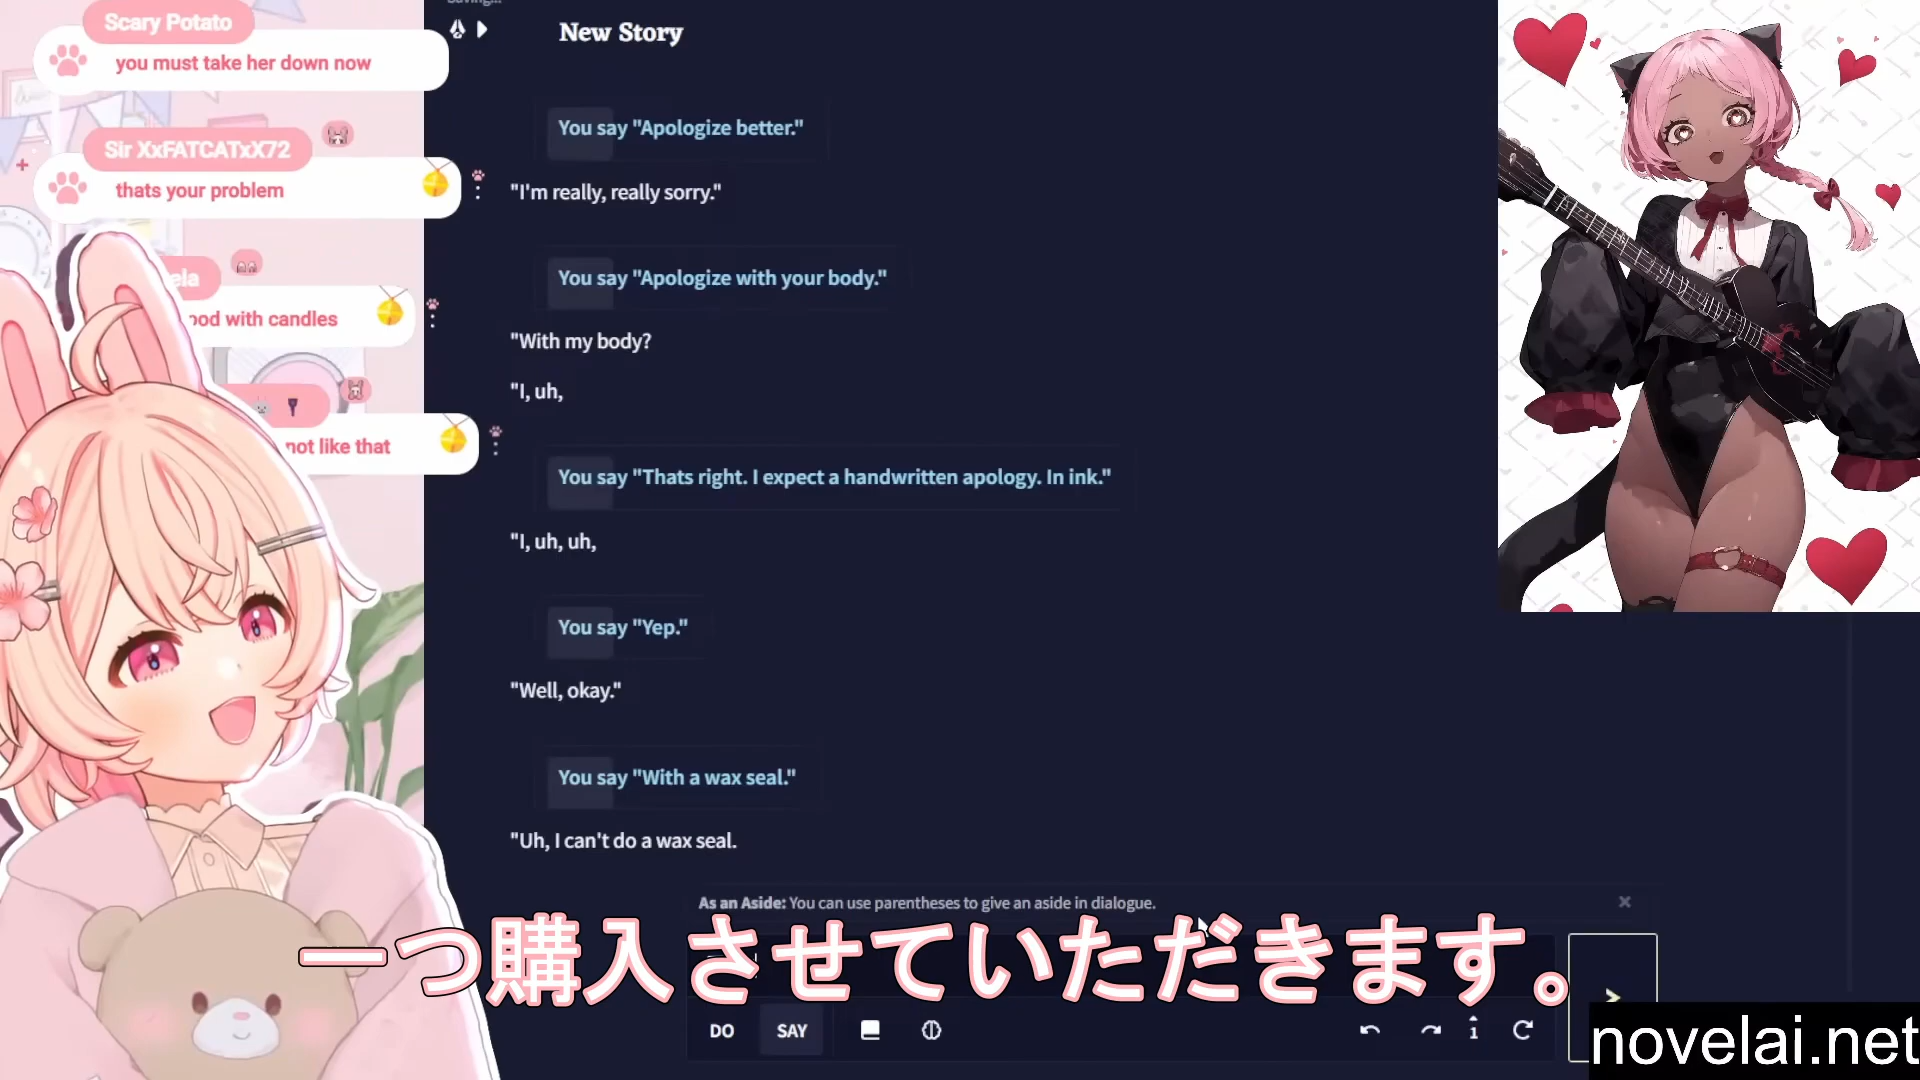 Saving...
New Story
Scary Potato
you must take her down now
Sir XxFATCATxX72
thats your problem
ela
ood with candles
not like that
You say "Apologize better."
"I'm really, really sorry."
You say "Apologize with your body."
"With my body?
"I, uh,
You say "Thats right. I expect a handwritten apology. In ink."
"I, uh, uh,
You say "Yep."
"Well, okay."
You say "With a wax seal."
"Uh, I can't do a wax seal.
As an Aside: You can use parentheses to give an aside in dialogue.
一つ購入させていただきます。
DO SAY
novelai.net